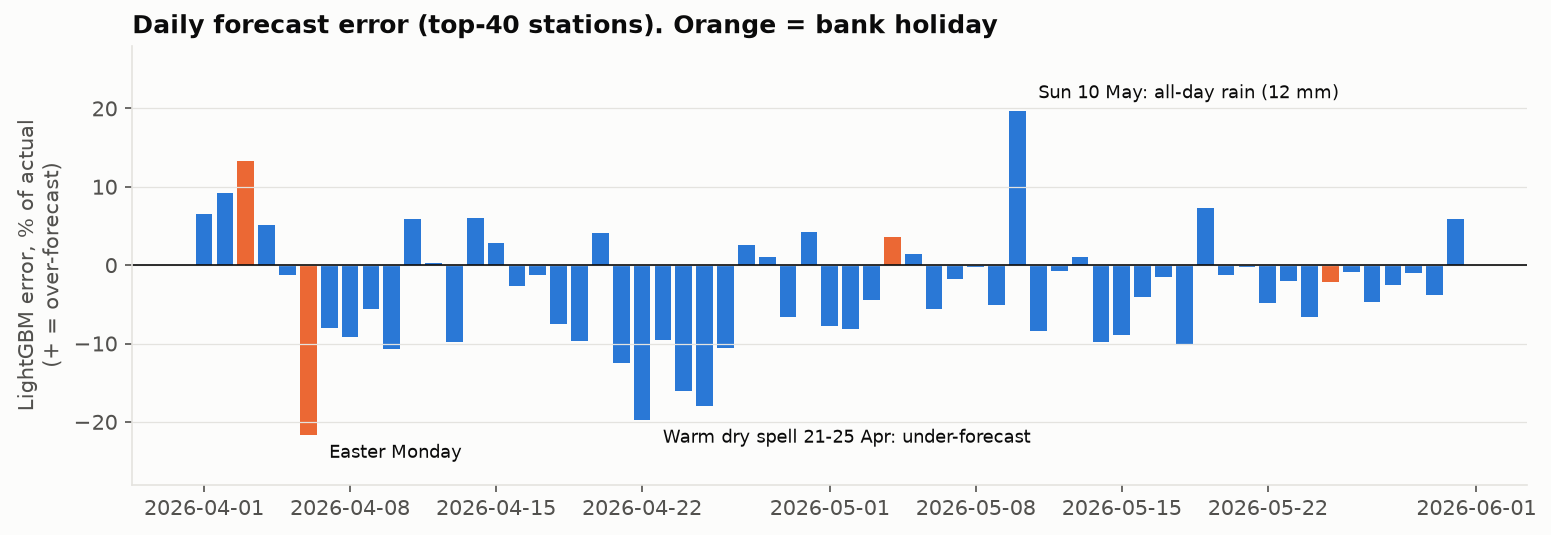 Daily forecast error (top-40 stations). Orange = bank holiday
LightGBM error, % of actual
(+ = over-forecast)
20
10
0
−10
−20
Sun 10 May: all-day rain (12 mm)
Warm dry spell 21-25 Apr: under-forecast
Easter Monday
2026-04-01 2026-04-08 2026-04-15 2026-04-22 2026-05-01 2026-05-08 2026-05-15 2026-05-22 2026-06-01